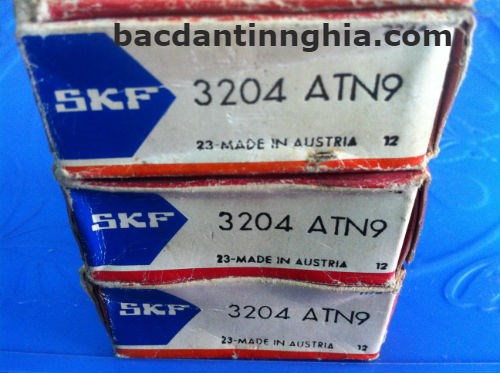 bacdantinnghia.com
SKF
3204 ATN9
23-MADE IN AUSTRIA 12
SKF
3204 ATN9
23-MADE IN AUSTRIA 12
SKF
3204 ATN9
23-MADE IN AUSTRIA 12